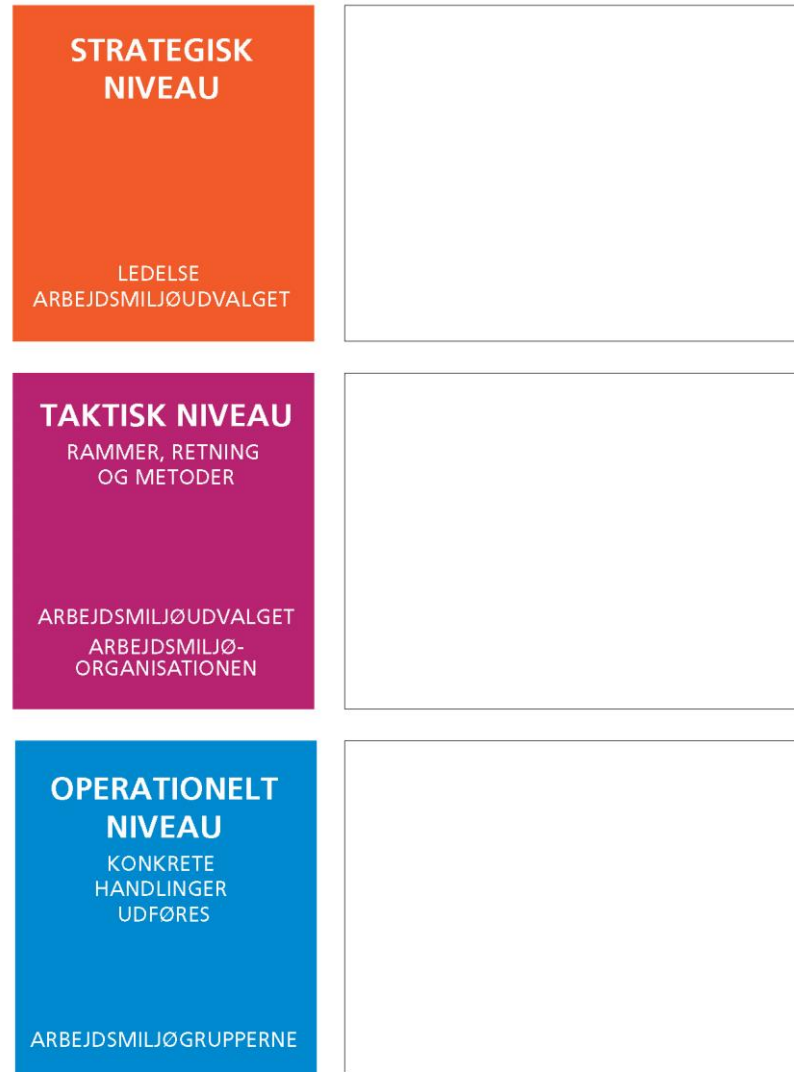 STRATEGISK
NIVEAU
LEDELSE
ARBEJDSMILJØUDVALGET
TAKTISK NIVEAU
RAMMER, RETNING
OG METODER
ARBEJDSMILJØUDVALGET
ARBEJDSMILJØ-
ORGANISATIONEN
OPERATIONELT
NIVEAU
KONKRETE
HANDLINGER
UDFØRES
ARBEJDSMILJØGRUPPERNE